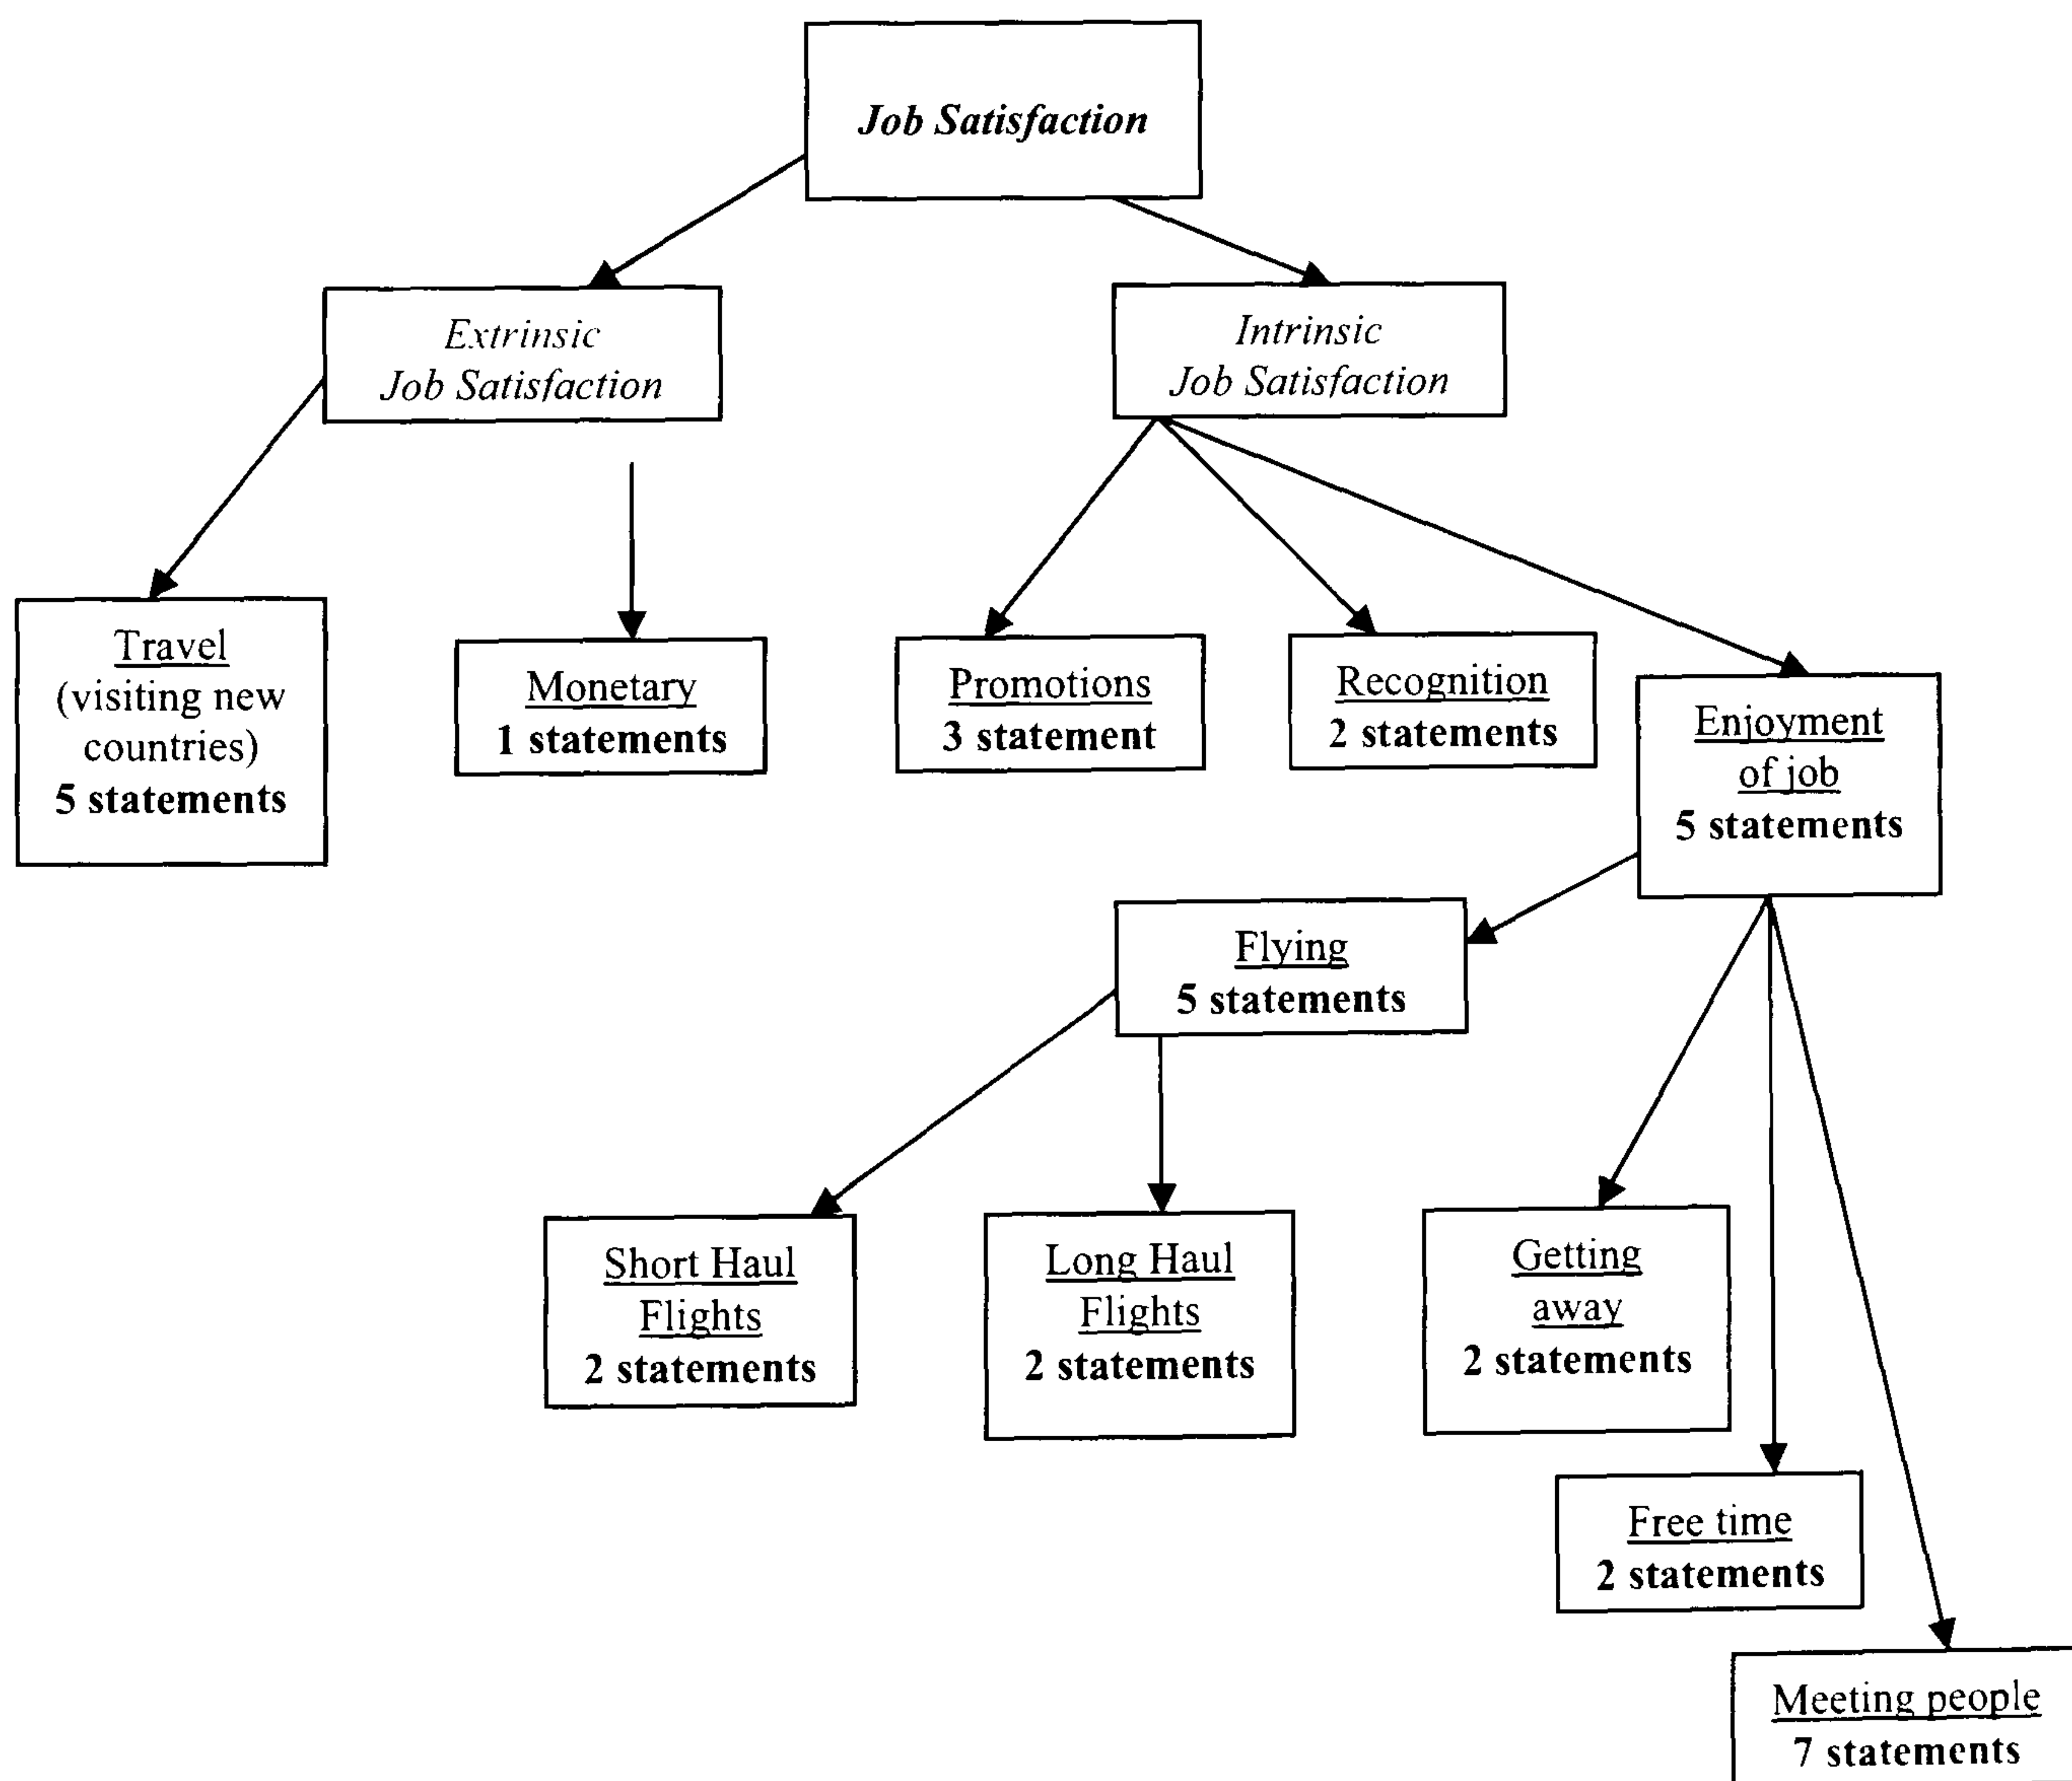 Job Satisfaction
Extrinsic
Job Satisfaction
Intrinsic
Job Satisfaction
Travel
(visiting new
countries)
5 statements
Monetary
1 statements
Promotions
3 statement
Recognition
2 statements
Enjoyment
of job
5 statements
Flying
5 statements
Short Haul
Flights
2 statements
Long Haul
Flights
2 statements
Getting
away
2 statements
Free time
2 statements
Meeting people
7 statements